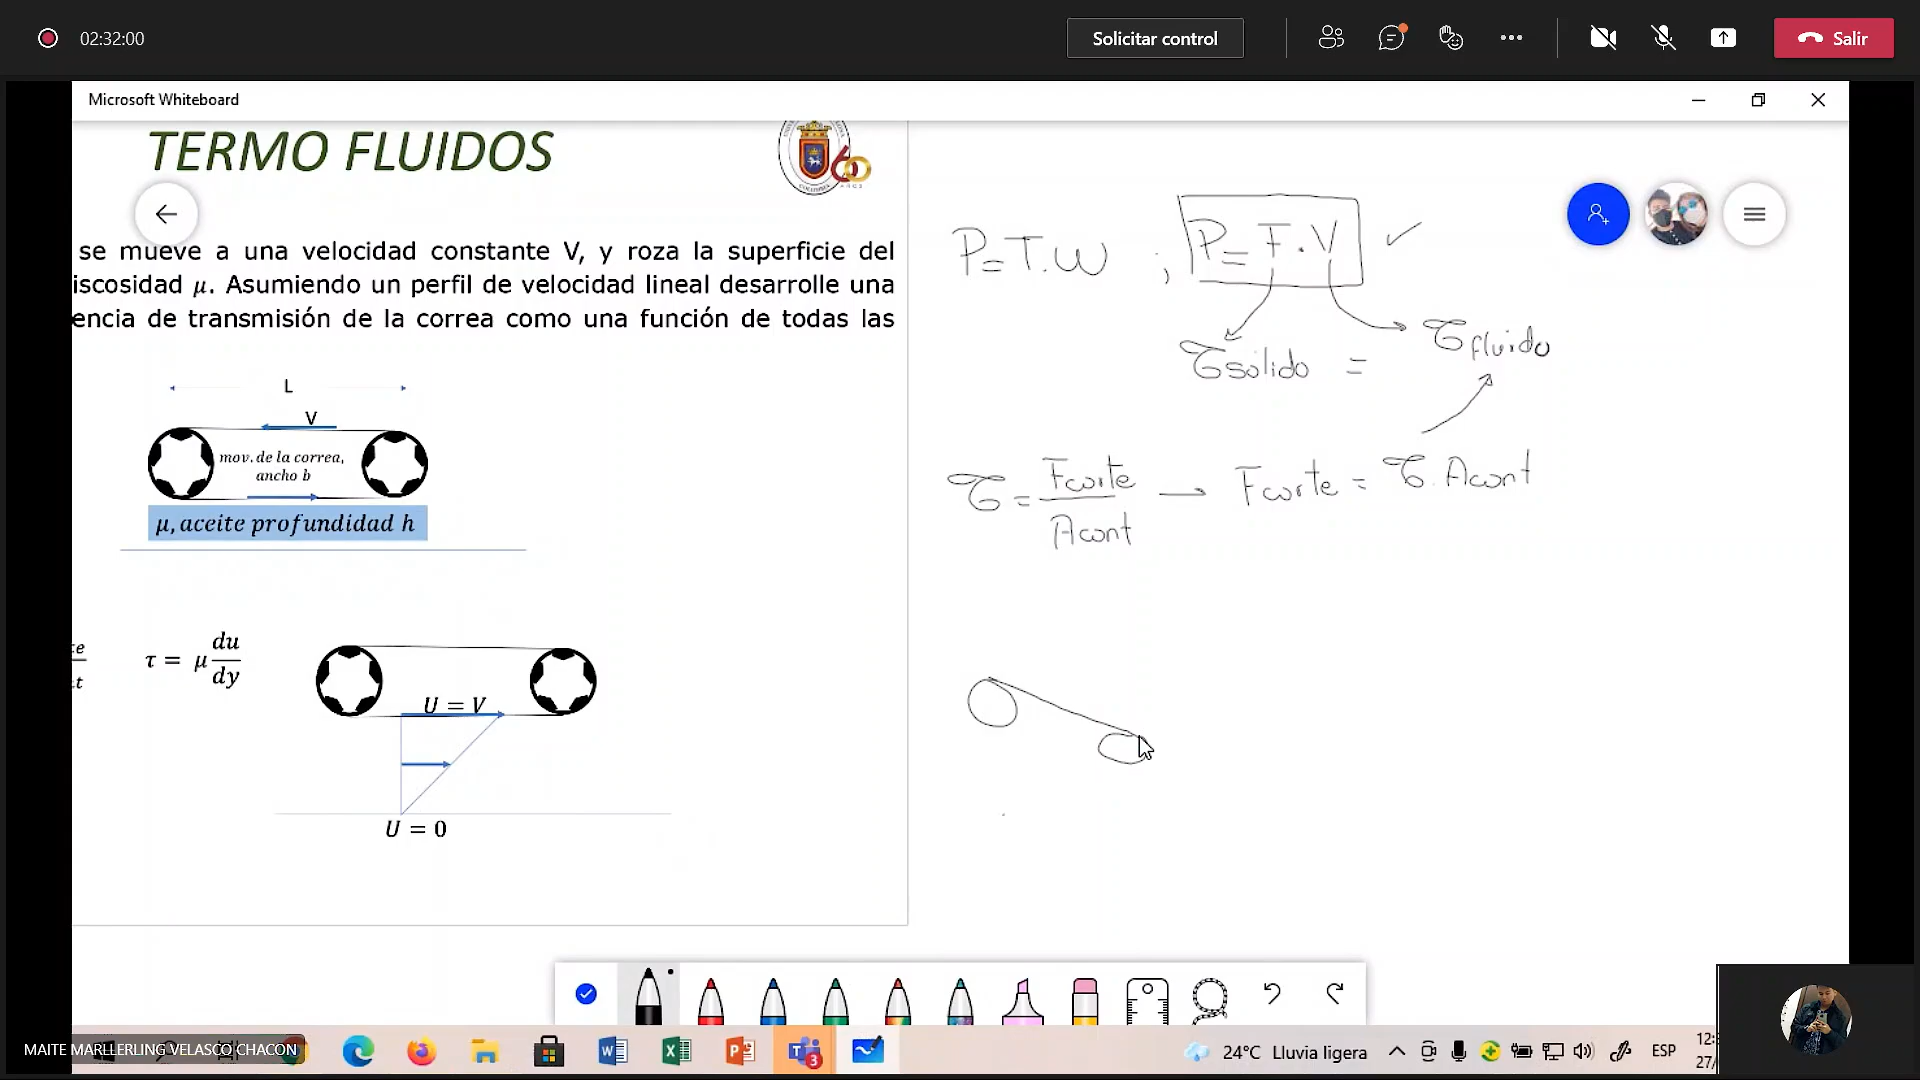 02:32:00
Solicitar control
Salir
Microsoft Whiteboard
TERMO FLUIDOS
se mueve a una velocidad constante V, y roza la superficie del
iscosidad μ. Asumiendo un perfil de velocidad lineal desarrolle una
encia de transmisión de la correa como una función de todas las
L
V
mov. de la correa,
ancho b
μ, aceite profundidad h
τ = μ du/dy
U = V
U = 0
P=T.W ; P=F.V ✓
τsólido = τfluido
τ = Fcorte/Acont → Fcorte = τ.Acont
3
MAITE MARLLERLING VELASCO CHACON
24°C Lluvia ligera
ESP